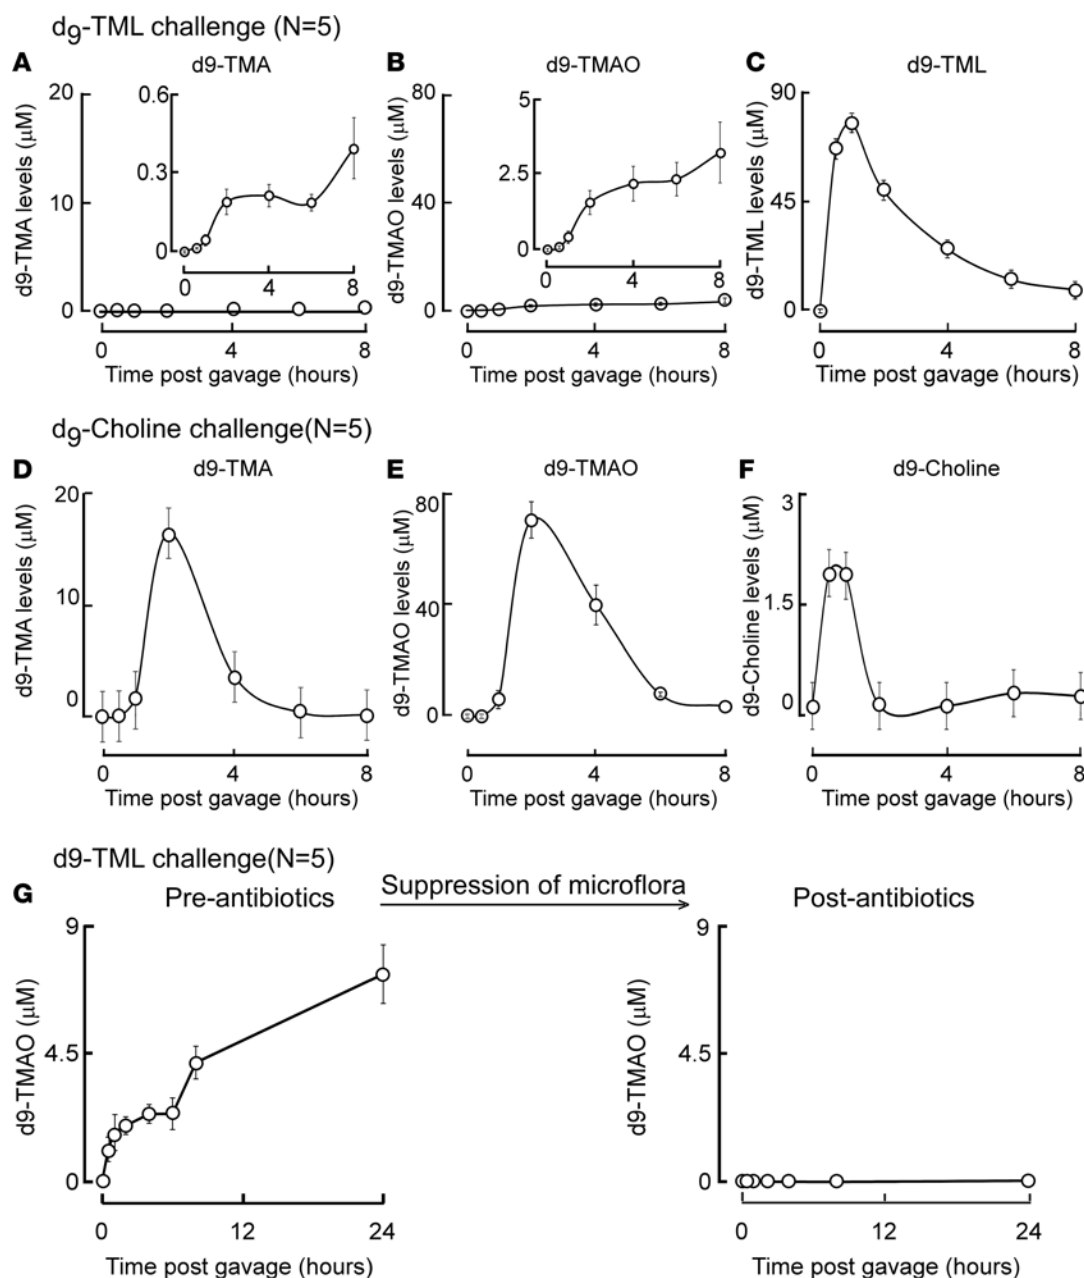 d9-TML challenge (N=5)
A
d9-TMA
B
d9-TMAO
C
d9-TML
d9-TMA levels (μM)
20
10
0
0.6
0.3
0
0 4 8
0 4 8
Time post gavage (hours)
d9-TMAO levels (μM)
80
40
0
5
2.5
0
0 4 8
0 4 8
Time post gavage (hours)
d9-TML levels (μM)
90
45
0
0 4 8
Time post gavage (hours)
d9-Choline challenge(N=5)
D
d9-TMA
E
d9-TMAO
F
d9-Choline
d9-TMA levels (μM)
20
10
0
0 4 8
Time post gavage (hours)
d9-TMAO levels (μM)
80
40
0
0 4 8
Time post gavage (hours)
d9-Choline levels (μM)
3
1.5
0
0 4 8
Time post gavage (hours)
d9-TML challenge(N=5)
G
Pre-antibiotics
Suppression of microflora
Post-antibiotics
d9-TMAO (μM)
9
4.5
0
0 12 24
Time post gavage (hours)
d9-TMAO (μM)
9
4.5
0
0 12 24
Time post gavage (hours)